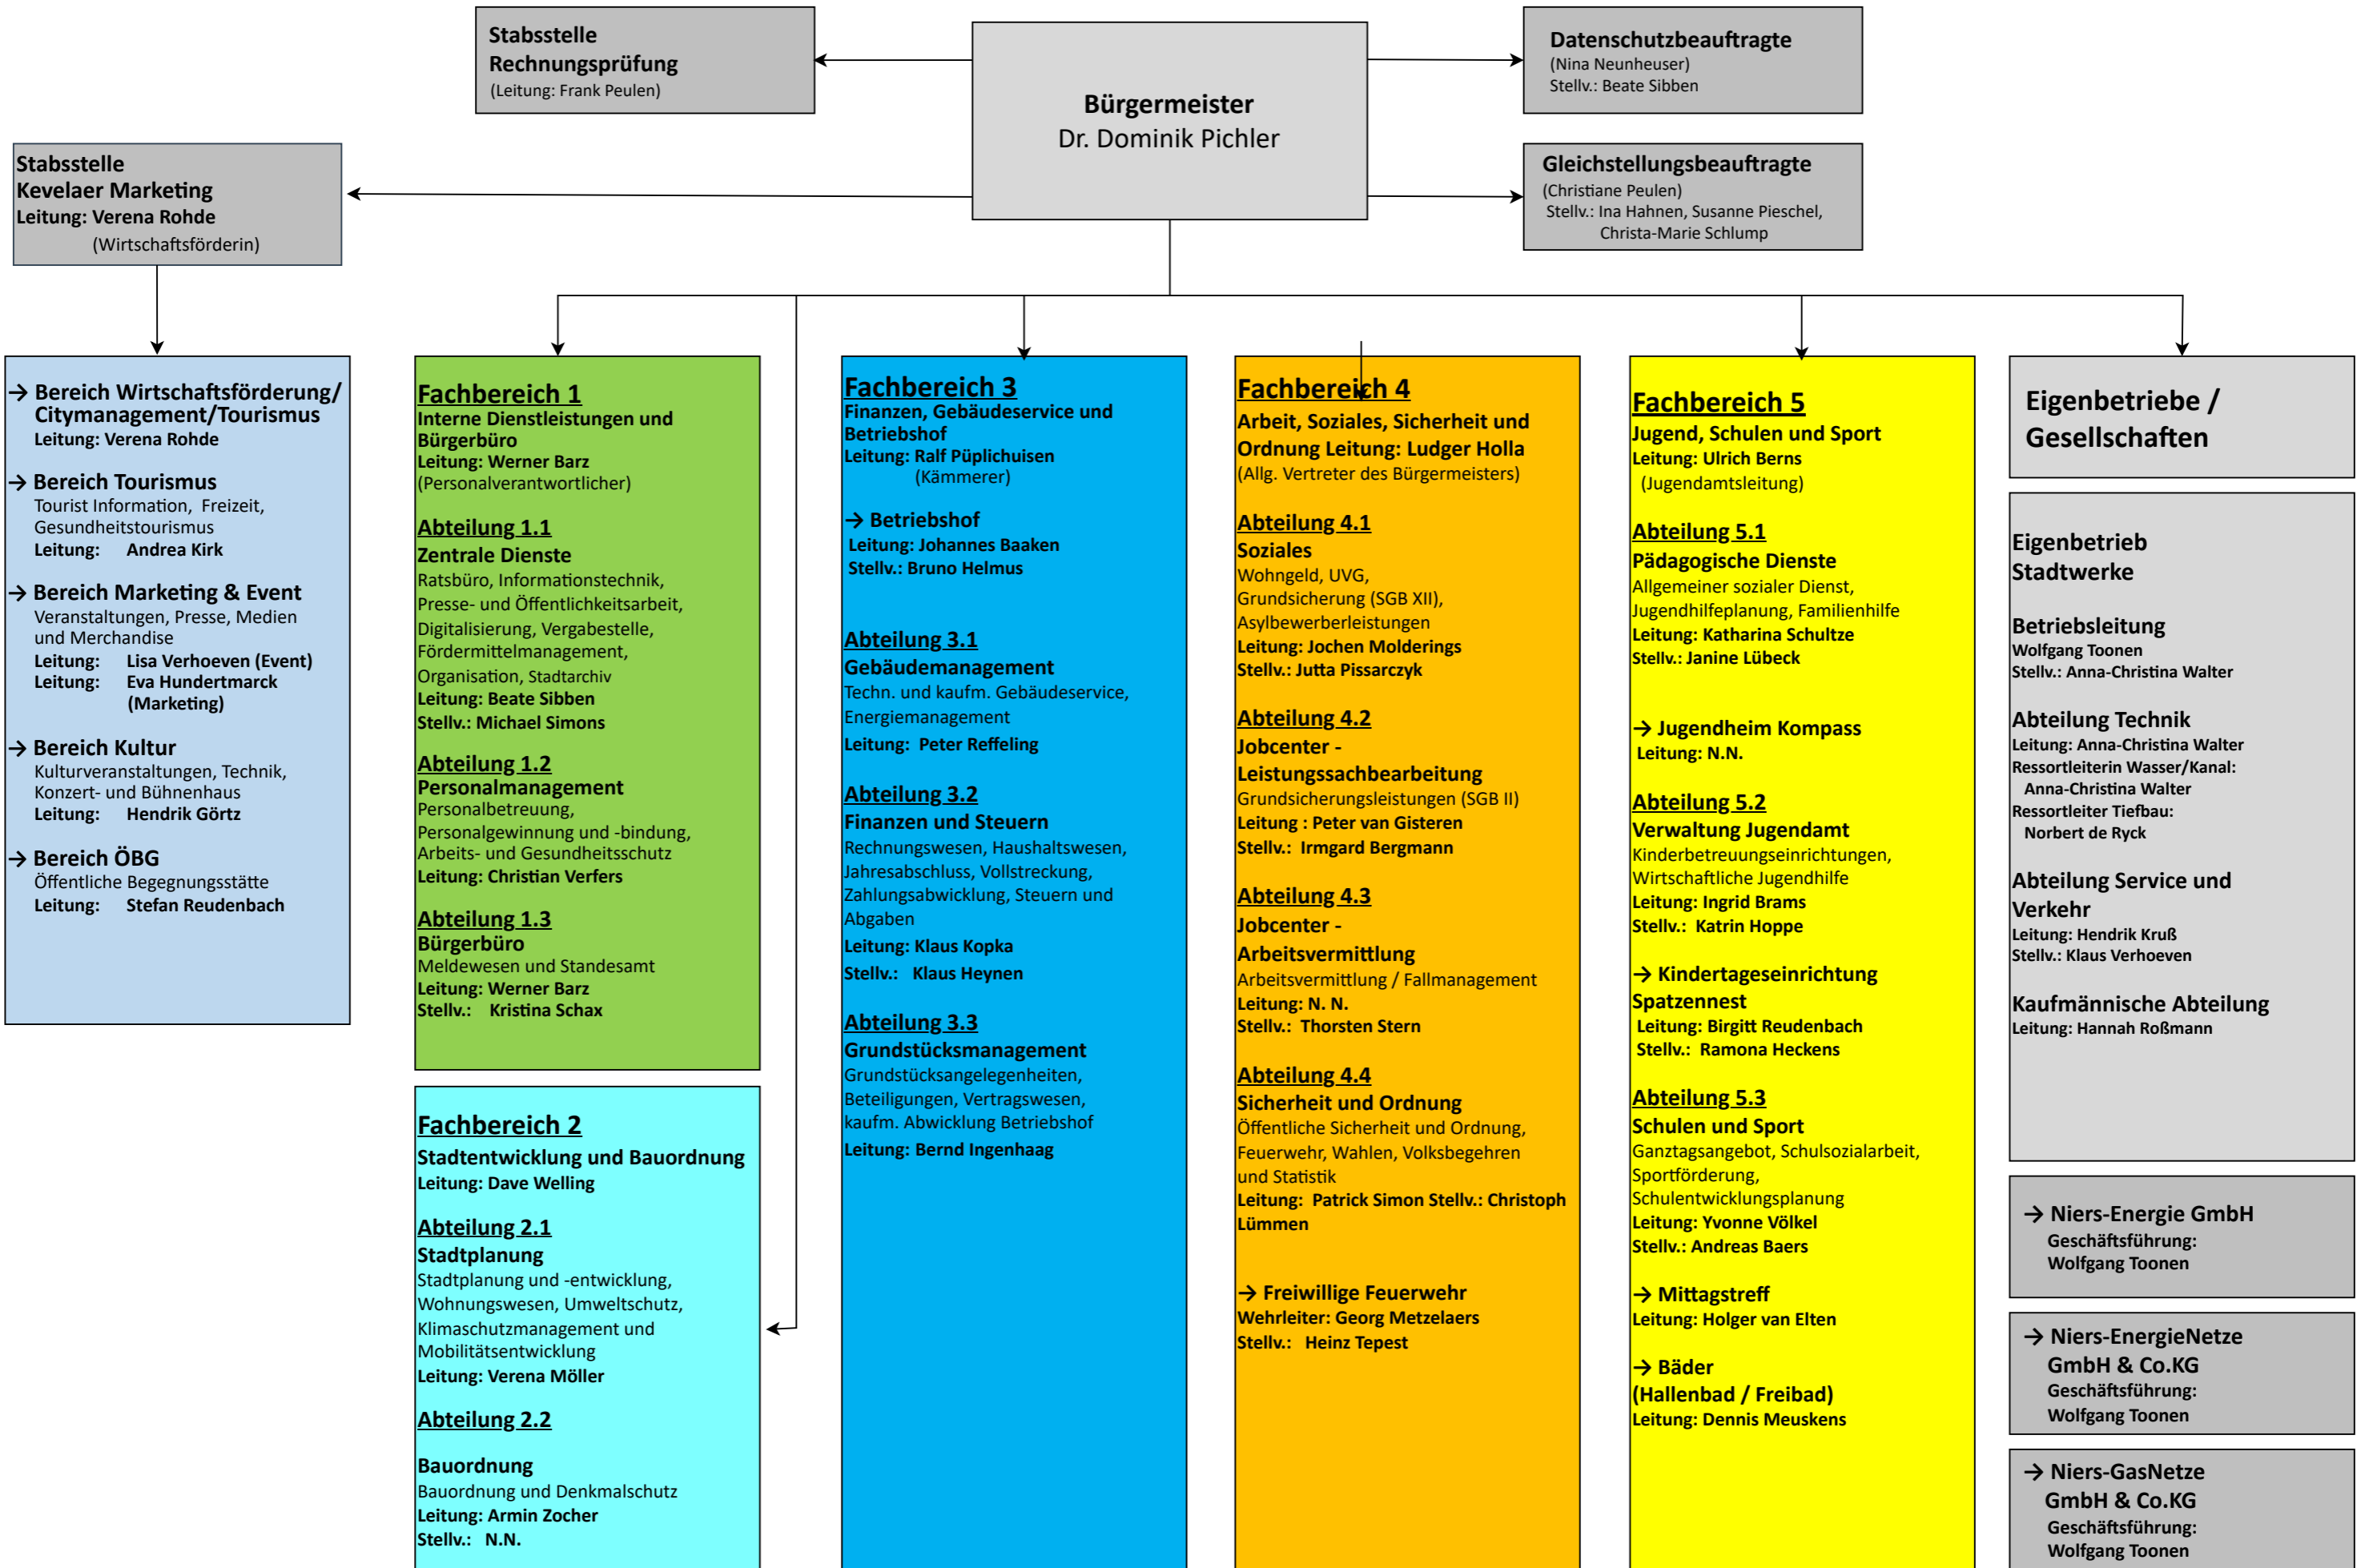 Stabsstelle
Rechnungsprüfung
(Leitung: Frank Peulen)
Bürgermeister
Dr. Dominik Pichler
Datenschutzbeauftragte
(Nina Neunheuser)
Stellv.: Beate Sibben
Stabsstelle
Kevelaer Marketing
Leitung: Verena Rohde
(Wirtschaftsförderin)
Gleichstellungsbeauftragte
(Christiane Peulen)
Stellv.: Ina Hahnen, Susanne Pieschel,
Christa-Marie Schlump
→ Bereich Wirtschaftsförderung/
Citymanagement/Tourismus
Leitung: Verena Rohde
→ Bereich Tourismus
Tourist Information, Freizeit,
Gesundheitstourismus
Leitung: Andrea Kirk
→ Bereich Marketing & Event
Veranstaltungen, Presse, Medien
und Merchandise
Leitung: Lisa Verhoeven (Event)
Leitung: Eva Hundertmarck
(Marketing)
→ Bereich Kultur
Kulturveranstaltungen, Technik,
Konzert- und Bühnenhaus
Leitung: Hendrik Görtz
→ Bereich ÖBG
Öffentliche Begegnungsstätte
Leitung: Stefan Reudenbach
Fachbereich 1
Interne Dienstleistungen und
Bürgerbüro
Leitung: Werner Barz
(Personalverantwortlicher)
Abteilung 1.1
Zentrale Dienste
Ratsbüro, Informationstechnik,
Presse- und Öffentlichkeitsarbeit,
Digitalisierung, Vergabestelle,
Fördermittelmanagement,
Organisation, Stadtarchiv
Leitung: Beate Sibben
Stellv.: Michael Simons
Abteilung 1.2
Personalmanagement
Personalbetreuung,
Personalgewinnung und -bindung,
Arbeits- und Gesundheitsschutz
Leitung: Christian Verfers
Abteilung 1.3
Bürgerbüro
Meldewesen und Standesamt
Leitung: Werner Barz
Stellv.: Kristina Schax
Fachbereich 2
Stadtentwicklung und Bauordnung
Leitung: Dave Welling
Abteilung 2.1
Stadtplanung
Stadtplanung und -entwicklung,
Wohnungswesen, Umweltschutz,
Klimaschutzmanagement und
Mobilitätsentwicklung
Leitung: Verena Möller
Abteilung 2.2
Bauordnung
Bauordnung und Denkmalschutz
Leitung: Armin Zocher
Stellv.: N.N.
Fachbereich 3
Finanzen, Gebäudeservice und
Betriebshof
Leitung: Ralf Püplichuisen
(Kämmerer)
→ Betriebshof
Leitung: Johannes Baaken
Stellv.: Bruno Helmus
Abteilung 3.1
Gebäudemanagement
Techn. und kaufm. Gebäudeservice,
Energiemanagement
Leitung: Peter Reffeling
Abteilung 3.2
Finanzen und Steuern
Rechnungswesen, Haushaltswesen,
Jahresabschluss, Vollstreckung,
Zahlungsabwicklung, Steuern und
Abgaben
Leitung: Klaus Kopka
Stellv.: Klaus Heynen
Abteilung 3.3
Grundstücksmanagement
Grundstücksangelegenheiten,
Beteiligungen, Vertragswesen,
kaufm. Abwicklung Betriebshof
Leitung: Bernd Ingenhaag
Fachbereich 4
Arbeit, Soziales, Sicherheit und
Ordnung Leitung: Ludger Holla
(Allg. Vertreter des Bürgermeisters)
Abteilung 4.1
Soziales
Wohngeld, UVG,
Grundsicherung (SGB XII),
Asylbewerberleistungen
Leitung: Jochen Molderings
Stellv.: Jutta Pissarczyk
Abteilung 4.2
Jobcenter -
Leistungssachbearbeitung
Grundsicherungsleistungen (SGB II)
Leitung : Peter van Gisteren
Stellv.: Irmgard Bergmann
Abteilung 4.3
Jobcenter -
Arbeitsvermittlung
Arbeitsvermittlung / Fallmanagement
Leitung: N. N.
Stellv.: Thorsten Stern
Abteilung 4.4
Sicherheit und Ordnung
Öffentliche Sicherheit und Ordnung,
Feuerwehr, Wahlen, Volksbegehren
und Statistik
Leitung: Patrick Simon Stellv.: Christoph
Lümmen
→ Freiwillige Feuerwehr
Wehrleiter: Georg Metzelaers
Stellv.: Heinz Tepest
Fachbereich 5
Jugend, Schulen und Sport
Leitung: Ulrich Berns
(Jugendamtsleitung)
Abteilung 5.1
Pädagogische Dienste
Allgemeiner sozialer Dienst,
Jugendhilfeplanung, Familienhilfe
Leitung: Katharina Schultze
Stellv.: Janine Lübeck
→ Jugendheim Kompass
Leitung: N.N.
Abteilung 5.2
Verwaltung Jugendamt
Kinderbetreuungseinrichtungen,
Wirtschaftliche Jugendhilfe
Leitung: Ingrid Brams
Stellv.: Katrin Hoppe
→ Kindertageseinrichtung
Spatzennest
Leitung: Birgitt Reudenbach
Stellv.: Ramona Heckens
Abteilung 5.3
Schulen und Sport
Ganztagsangebot, Schulsozialarbeit,
Sportförderung,
Schulentwicklungsplanung
Leitung: Yvonne Völkel
Stellv.: Andreas Baers
→ Mittagstreff
Leitung: Holger van Elten
→ Bäder
(Hallenbad / Freibad)
Leitung: Dennis Meuskens
Eigenbetriebe /
Gesellschaften
Eigenbetrieb
Stadtwerke
Betriebsleitung
Wolfgang Toonen
Stellv.: Anna-Christina Walter
Abteilung Technik
Leitung: Anna-Christina Walter
Ressortleiterin Wasser/Kanal:
Anna-Christina Walter
Ressortleiter Tiefbau:
Norbert de Ryck
Abteilung Service und
Verkehr
Leitung: Hendrik Kruß
Stellv.: Klaus Verhoeven
Kaufmännische Abteilung
Leitung: Hannah Roßmann
→ Niers-Energie GmbH
Geschäftsführung:
Wolfgang Toonen
→ Niers-EnergieNetze
GmbH & Co.KG
Geschäftsführung:
Wolfgang Toonen
→ Niers-GasNetze
GmbH & Co.KG
Geschäftsführung:
Wolfgang Toonen